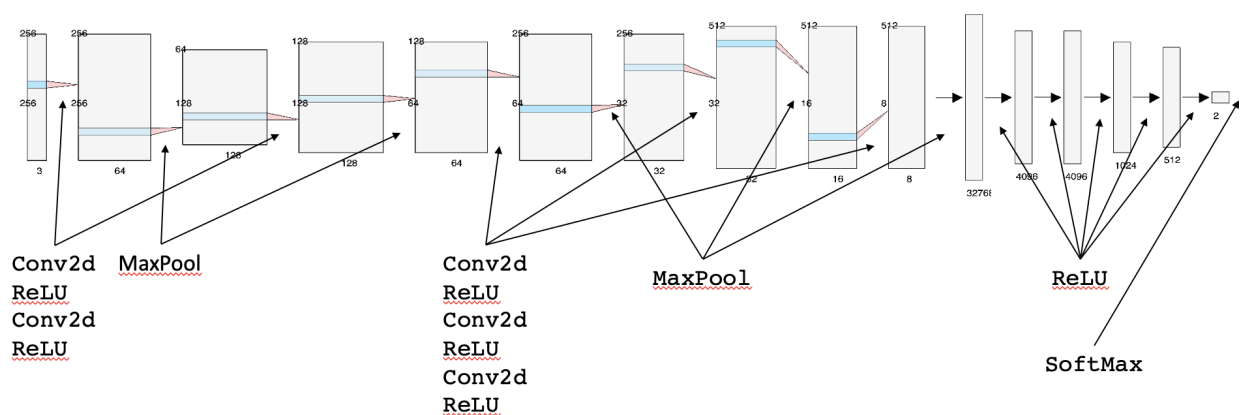 256
256
3
256
256
64
64
128
128
128
128
128
128
64
64
256
64
64
256
32
32
512
32
32
512
16
16
512
8
8
32768
4096
4096
1024
512
2
Conv2d
ReLU
Conv2d
ReLU
MaxPool
Conv2d
ReLU
Conv2d
ReLU
Conv2d
ReLU
MaxPool
ReLU
SoftMax